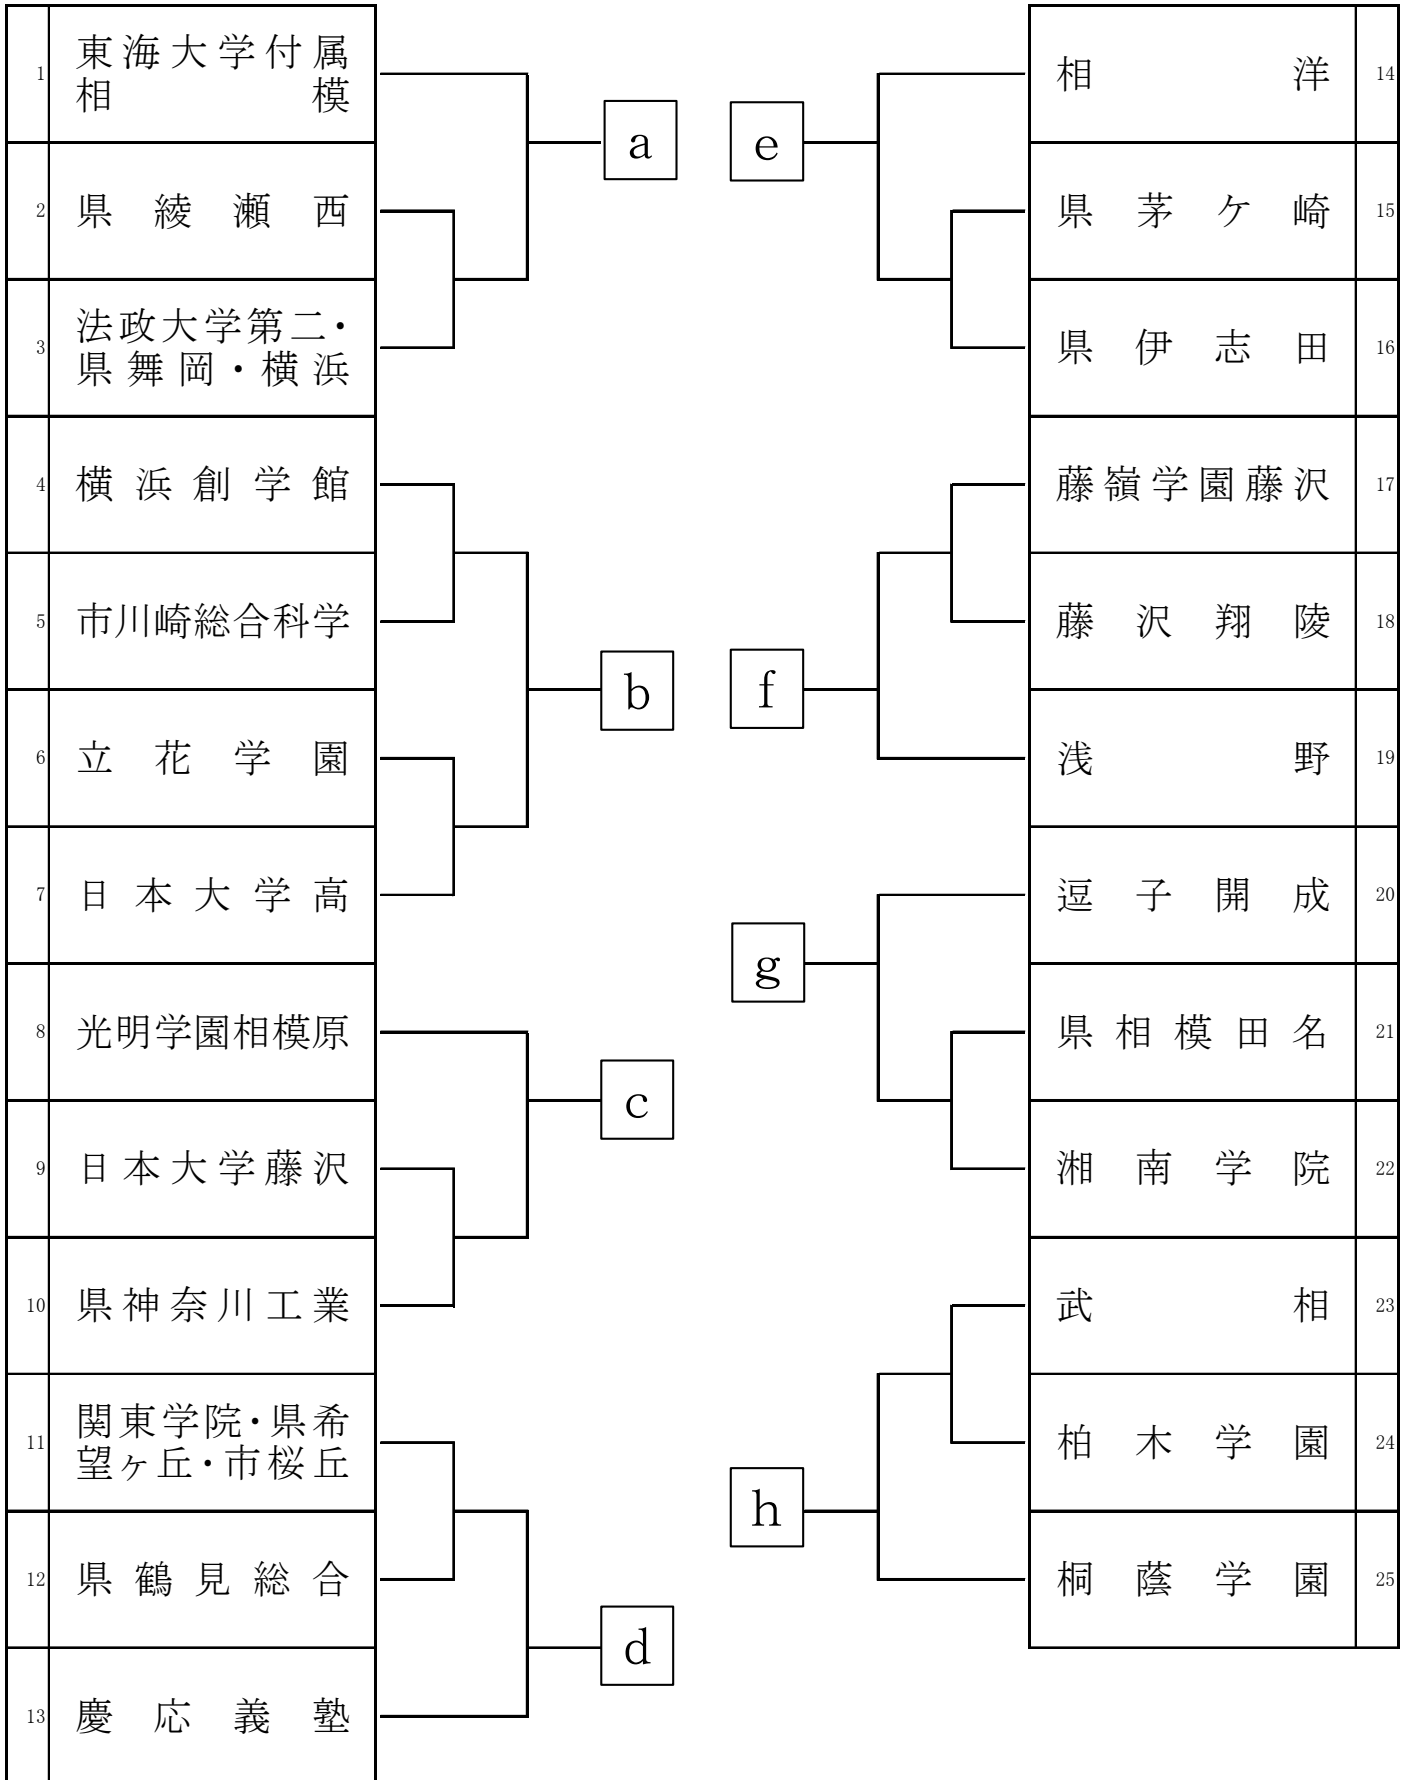 1 東海大学付属
相模
2 県綾瀬西
3 法政大学第二・
県舞岡・横浜
4 横浜創学館
5 市川崎総合科学
6 立花学園
7 日本大学高
8 光明学園相模原
9 日本大学藤沢
10 県神奈川工業
11 関東学院・県希
望ヶ丘・市桜丘
12 県鶴見総合
13 慶応義塾
a
b
c
d
e
f
g
h
相洋 14
県茅ケ崎 15
県伊志田 16
藤嶺学園藤沢 17
藤沢翔陵 18
浅野 19
逗子開成 20
県相模田名 21
湘南学院 22
武相 23
柏木学園 24
桐蔭学園 25